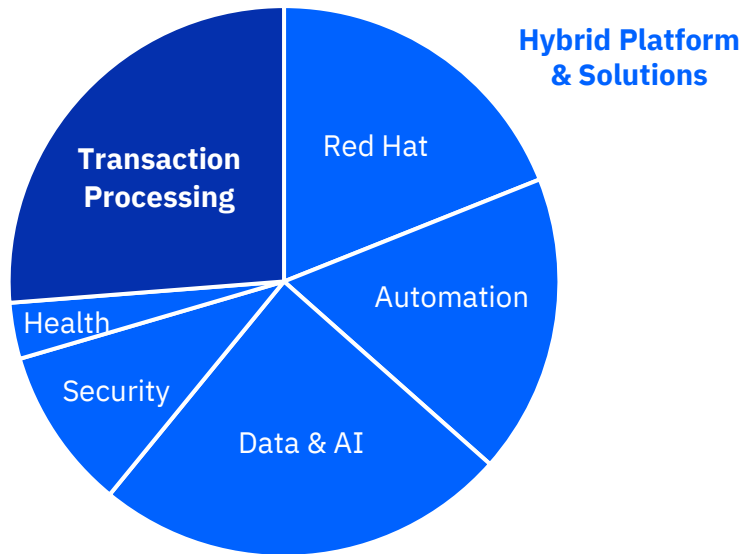 Hybrid Platform
& Solutions
Red Hat
Transaction
Processing
Automation
Health
Security
Data & AI